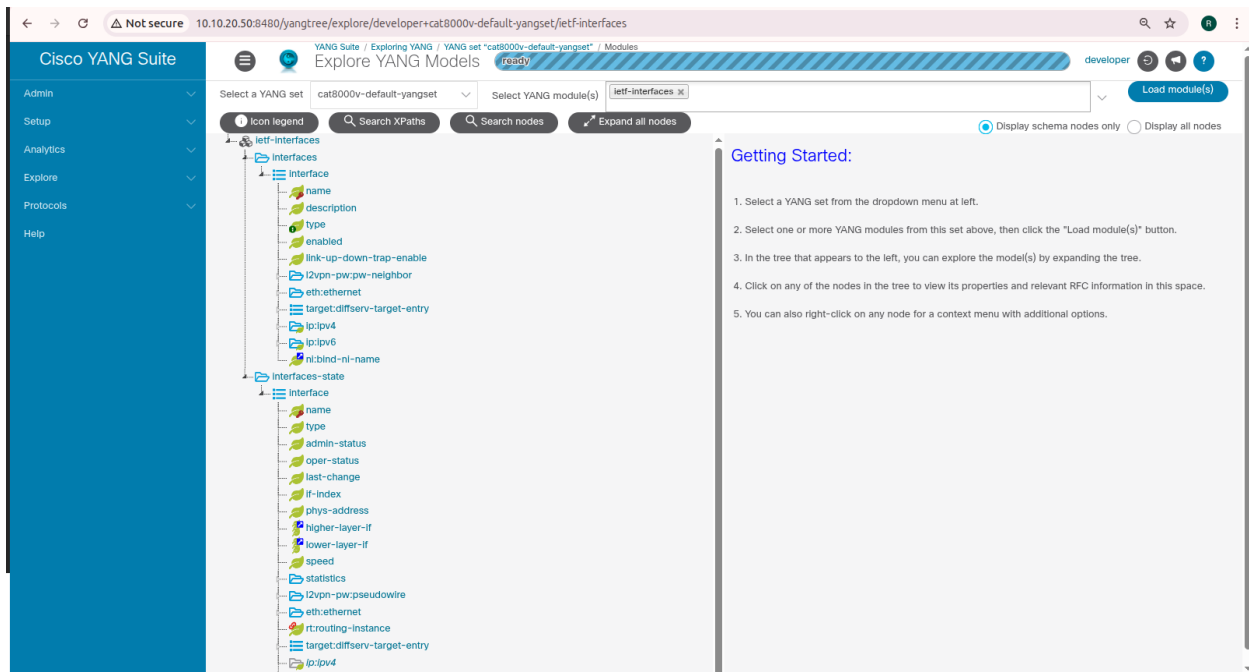 Not secure 10.10.20.50:8480/yangtree/explore/developer+cat8000v-default-yangset/ietf-interfaces
R
Cisco YANG Suite
YANG Suite / Exploring YANG / YANG set "cat8000v-default-yangset" / Modules
Explore YANG Models
ready
developer
?
Admin
Setup
Analytics
Explore
Protocols
Help
Select a YANG set cat8000v-default-yangset Select YANG module(s) ietf-interfaces × Load module(s)
i Icon legend Search XPaths Search nodes Expand all nodes Display schema nodes only Display all nodes
ietf-interfaces
interfaces
interface
name
description
type
enabled
link-up-down-trap-enable
l2vpn-pw:pw-neighbor
eth:ethernet
target:diffserv-target-entry
ip:ipv4
ip:ipv6
ni:bind-ni-name
interfaces-state
interface
name
type
admin-status
oper-status
last-change
if-index
phys-address
higher-layer-if
lower-layer-if
speed
statistics
l2vpn-pw:pseudowire
eth:ethernet
rt:routing-instance
target:diffserv-target-entry
ip:ipv4
Getting Started:
1. Select a YANG set from the dropdown menu at left.
2. Select one or more YANG modules from this set above, then click the "Load module(s)" button.
3. In the tree that appears to the left, you can explore the model(s) by expanding the tree.
4. Click on any of the nodes in the tree to view its properties and relevant RFC information in this space.
5. You can also right-click on any node for a context menu with additional options.